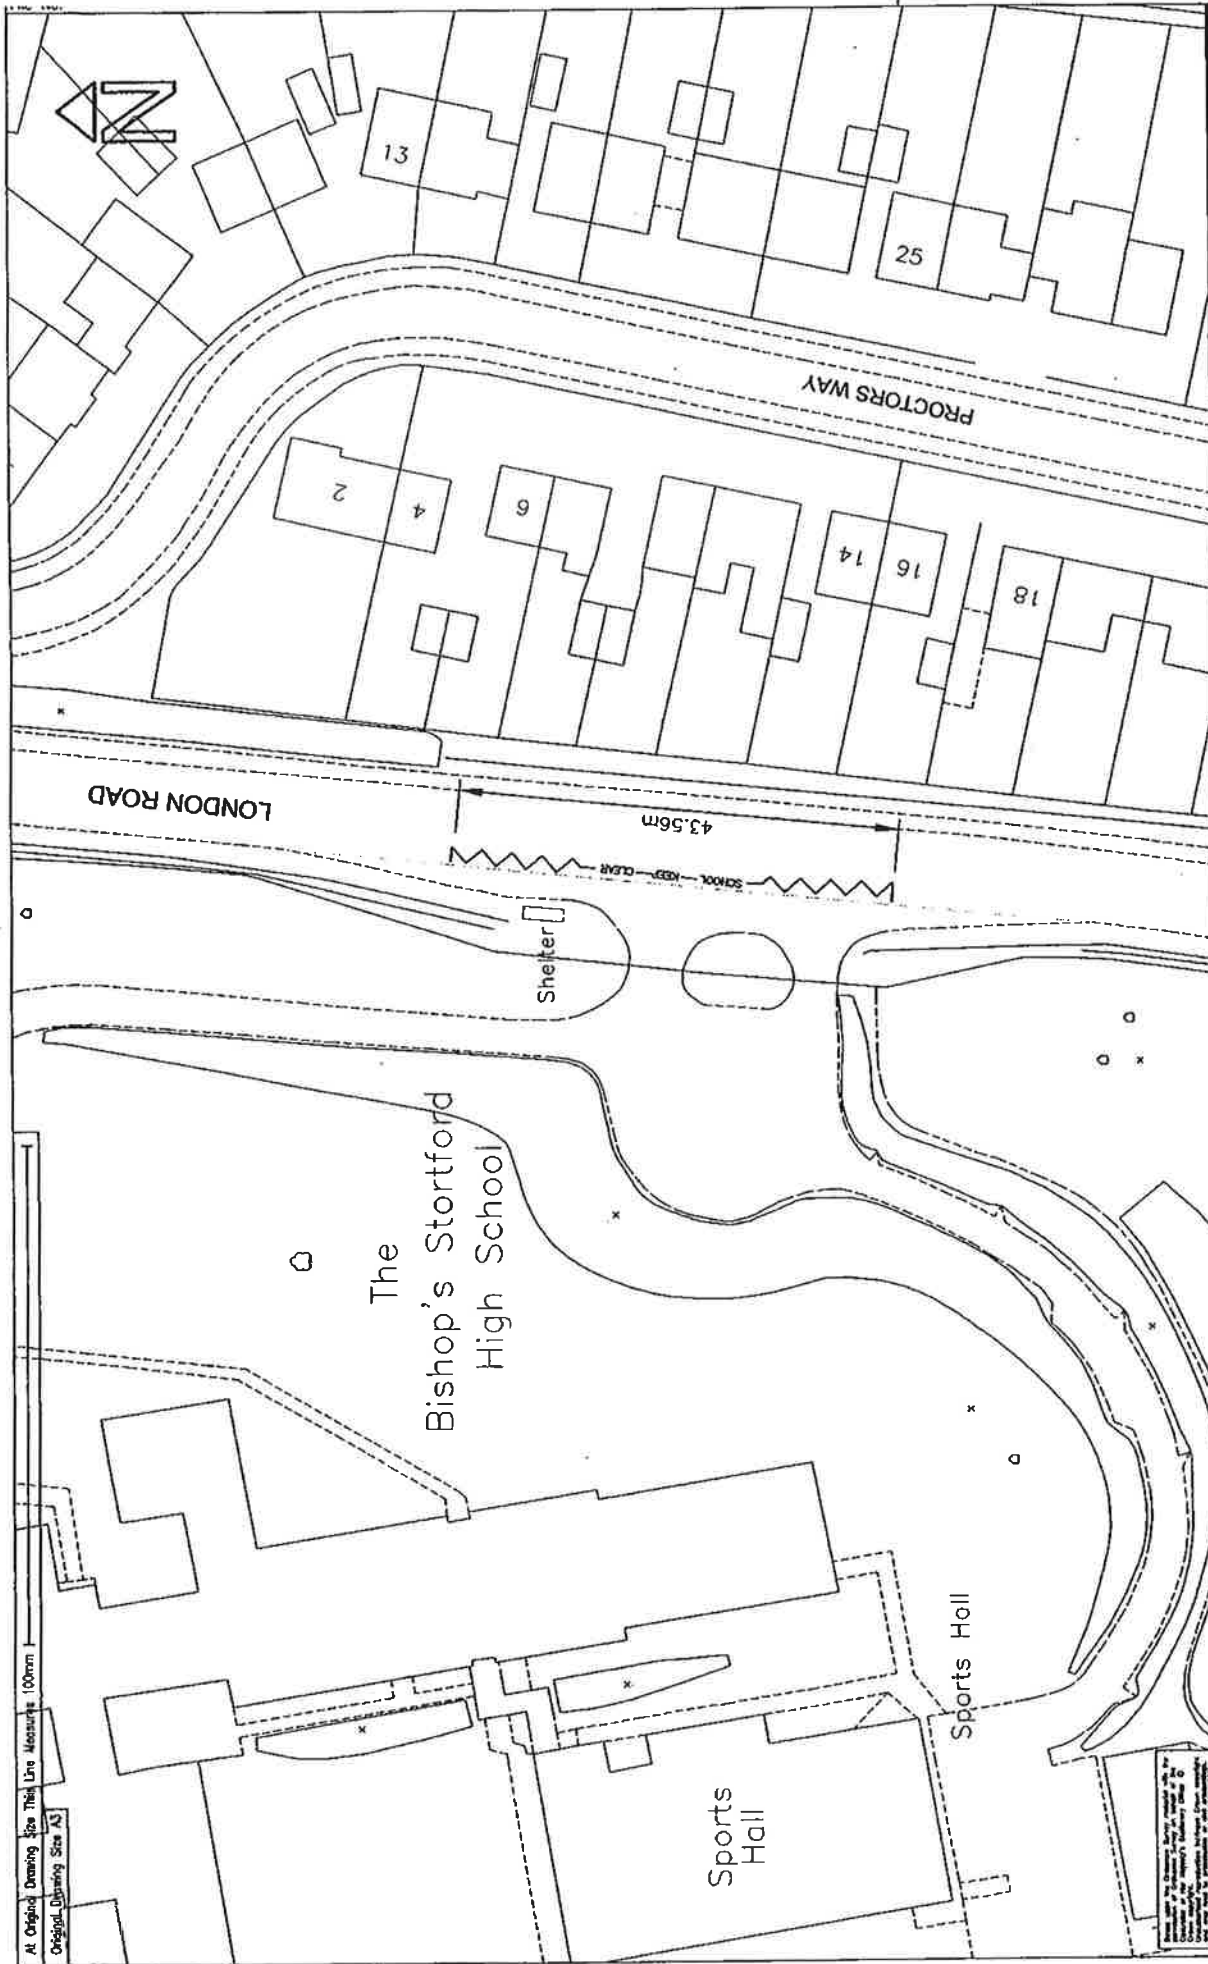 At Original Drawing Size This Line Measures 100mm
Original Drawing Size A3
N
13
25
PROCTORS WAY
2
4
6
14
16
18
LONDON ROAD
43.56m
SCHOOL KEEP CLEAR
Shelter
The
Bishop's Stortford
High School
Sports Hall
Sports
Hall